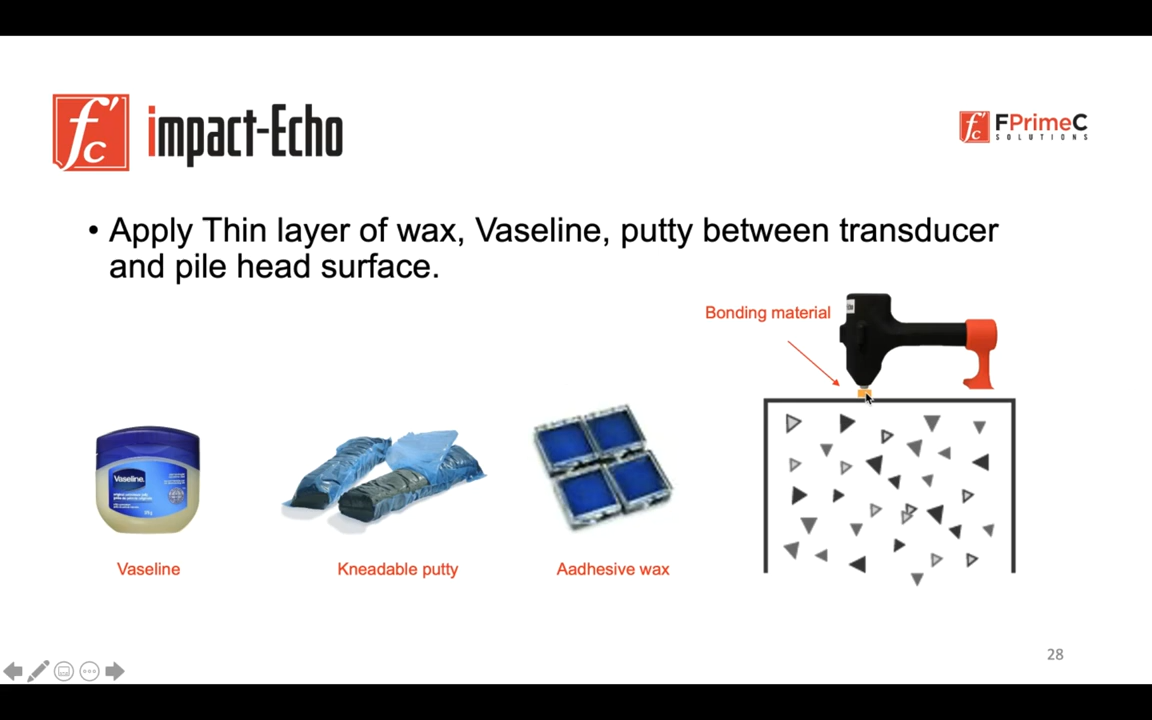 f'c impact-Echo
f'c FPrimeC
SOLUTIONS
• Apply Thin layer of wax, Vaseline, putty between transducer
and pile head surface.
Bonding material
Vaseline
Vaseline
Kneadable putty
Aadhesive wax
28